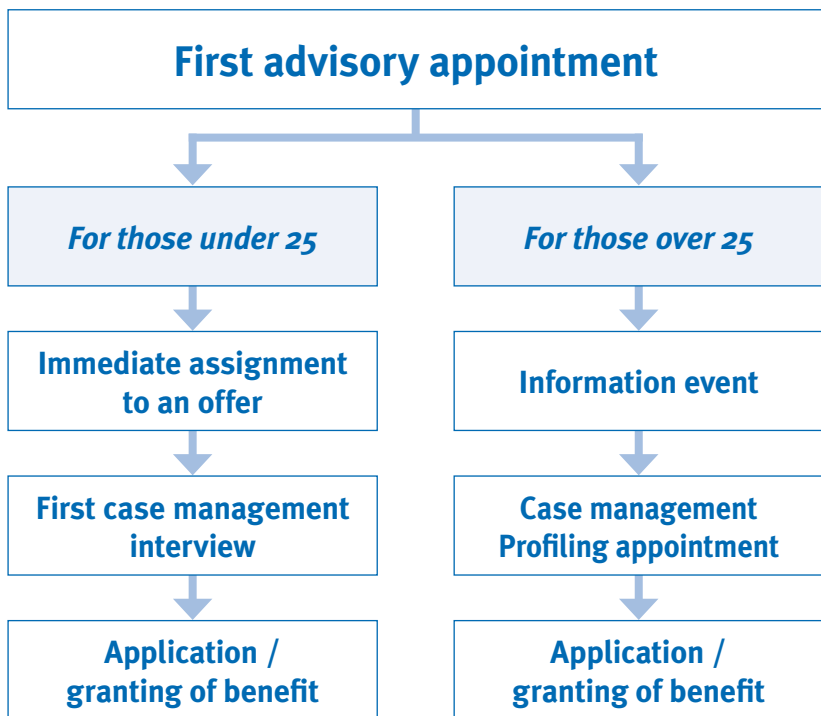 First advisory appointment
For those under 25
For those over 25
Immediate assignment
to an offer
Information event
First case management
interview
Case management
Profiling appointment
Application /
granting of benefit
Application /
granting of benefit